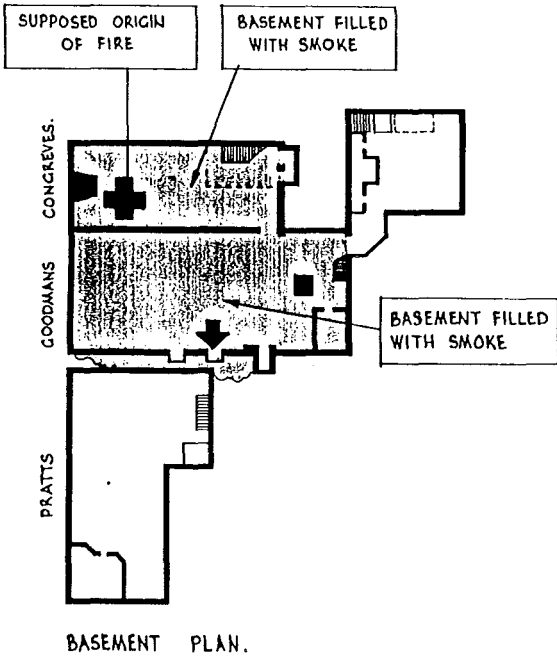 SUPPOSED ORIGIN
OF FIRE
BASEMENT FILLED
WITH SMOKE
CONGREVES.
GOODMANS
BASEMENT FILLED
WITH SMOKE
PRATTS
BASEMENT PLAN.